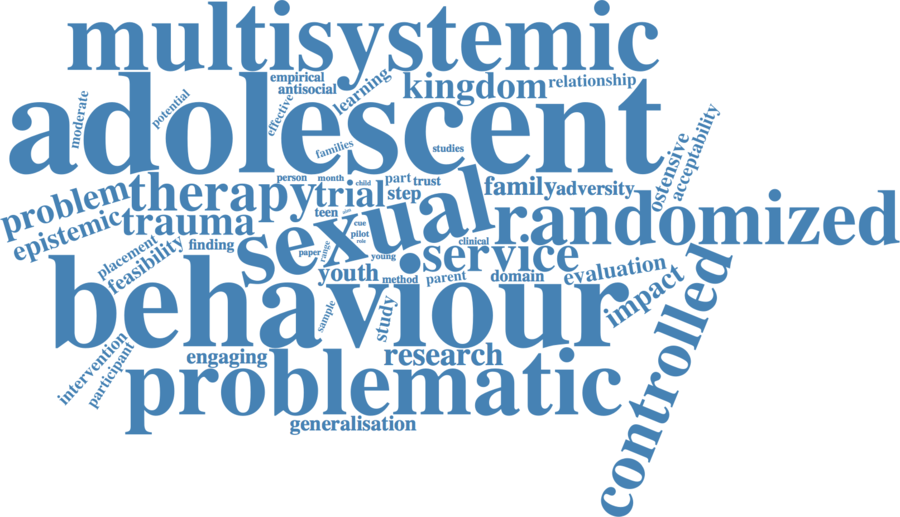 multisystemic
empirical
antisocial
learning
kingdom
relationship
adolescent
moderate
potential
effective
families
studies
ostensive
acceptability
person
month
child
part
trust
problem
therapy
trial
step
family
adversity
epistemic
trauma
teen
aim
cue
pilot
sexual
randomized
placement
feasibility
finding
paper
range
young
clinical
service
youth
method
parent
domain
evaluation
impact
behaviour
controlled
sample
study
intervention
participant
engaging
research
problematic
generalisation